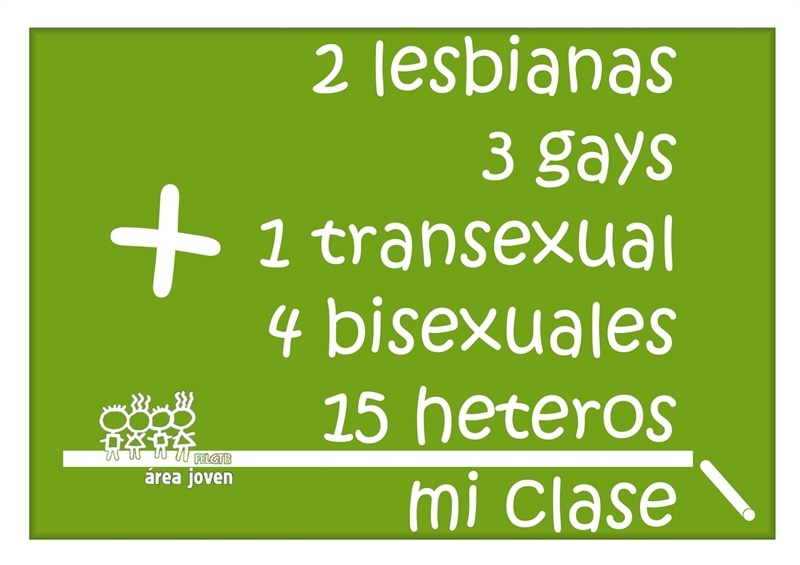 2 lesbianas
3 gays
+ 1 transexual
4 bisexuales
15 heteros
FELGTB
área joven
mi clase